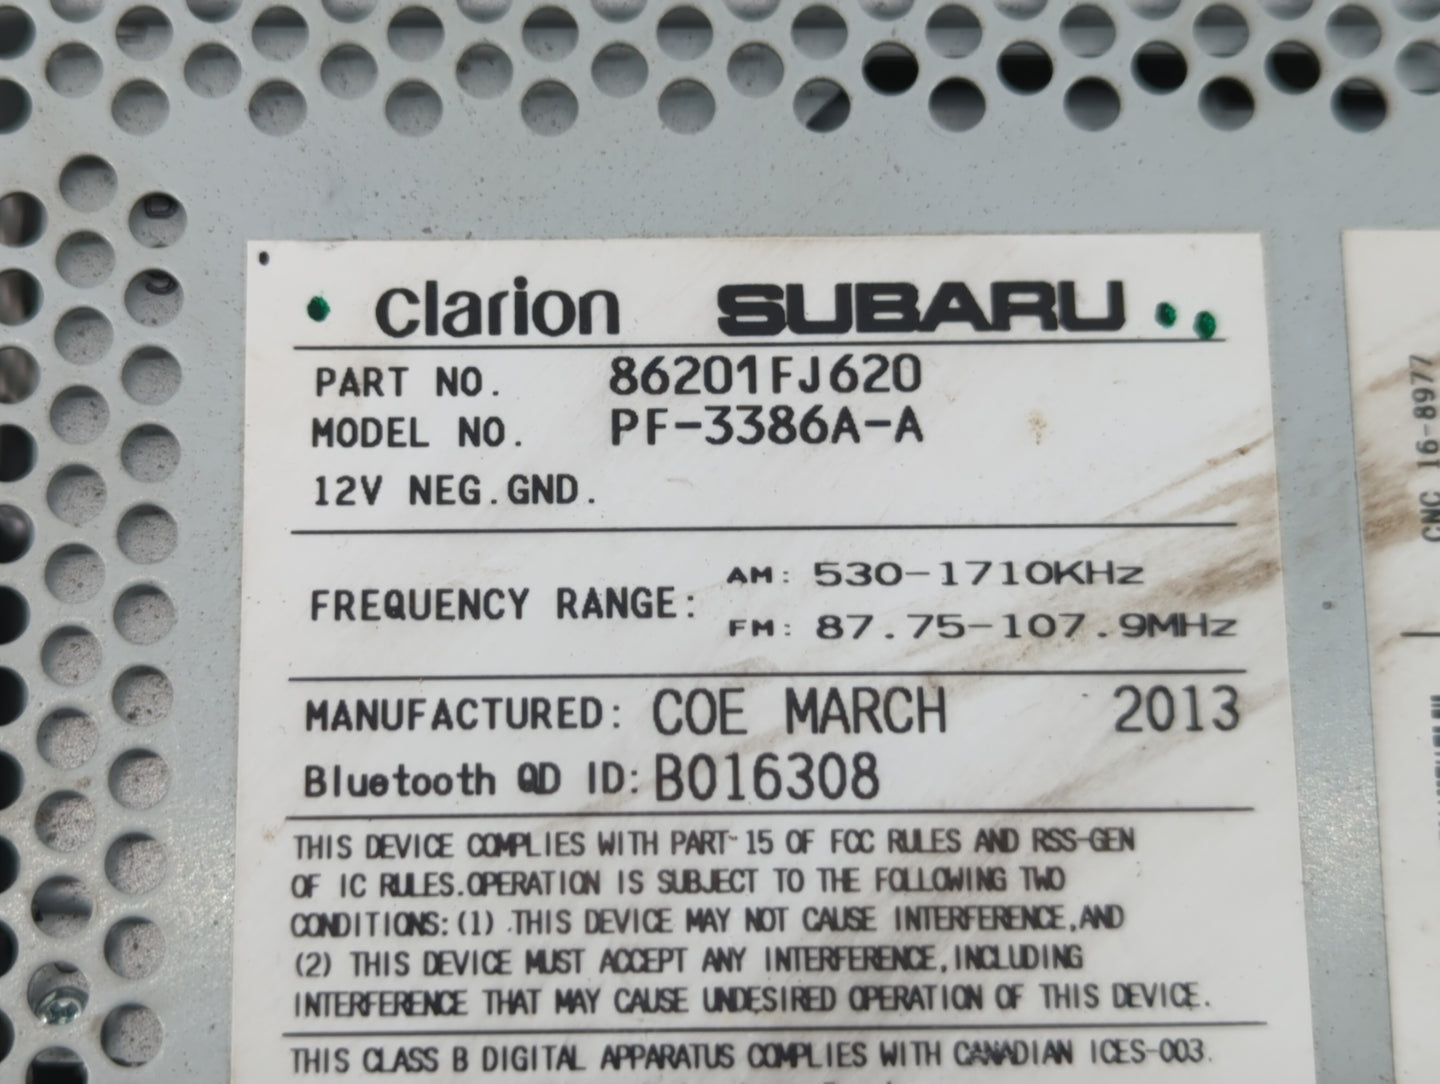 clarion SUBARU
PART NO. 86201FJ620
MODEL NO. PF-3386A-A
12V NEG.GND.
FREQUENCY RANGE: AM: 530-1710KHz
FM: 87.75-107.9MHz
MANUFACTURED: COE MARCH 2013
Bluetooth QD ID: B016308
THIS DEVICE COMPLIES WITH PART 15 OF FCC RULES AND RSS-GEN
OF IC RULES.OPERATION IS SUBJECT TO THE FOLLOWING TWO
CONDITIONS:(1) THIS DEVICE MAY NOT CAUSE INTERFERENCE,AND
(2) THIS DEVICE MUST ACCEPT ANY INTERFERENCE,INCLUDING
INTERFERENCE THAT MAY CAUSE UNDESIRED OPERATION OF THIS DEVICE.
THIS CLASS B DIGITAL APPARATUS COMPLIES WITH CANADIAN ICES-003.
CNC 16-8977